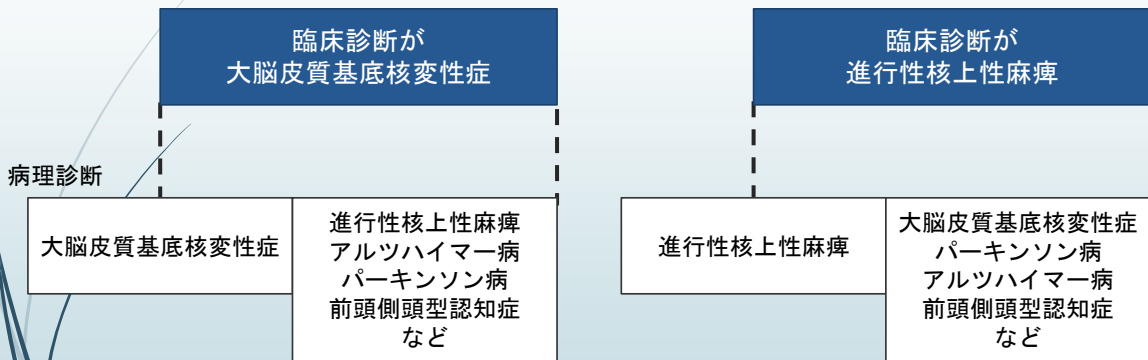 臨床診断が
大脳皮質基底核変性症
臨床診断が
進行性核上性麻痺
病理診断
大脳皮質基底核変性症
進行性核上性麻痺
アルツハイマー病
パーキンソン病
前頭側頭型認知症
など
進行性核上性麻痺
大脳皮質基底核変性症
パーキンソン病
アルツハイマー病
前頭側頭型認知症
など